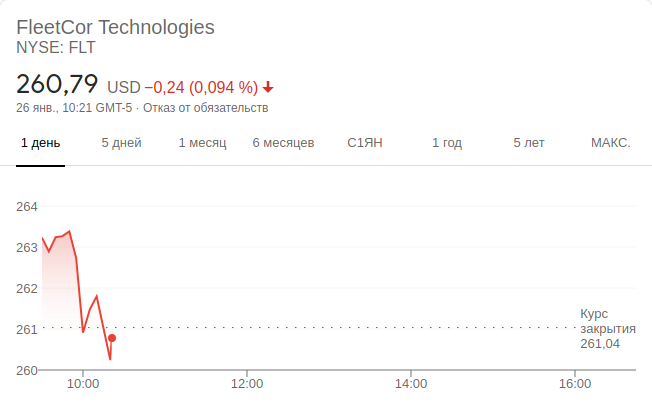 FleetCor Technologies
NYSE: FLT
260,79 USD −0,24 (0,094 %)
26 янв., 10:21 GMT-5 · Отказ от обязательств
1 день 5 дней 1 месяц 6 месяцев С1ЯН 1 год 5 лет МАКС.
264
263
262
261
260
Курс
закрытия
261,04
10:00 12:00 14:00 16:00